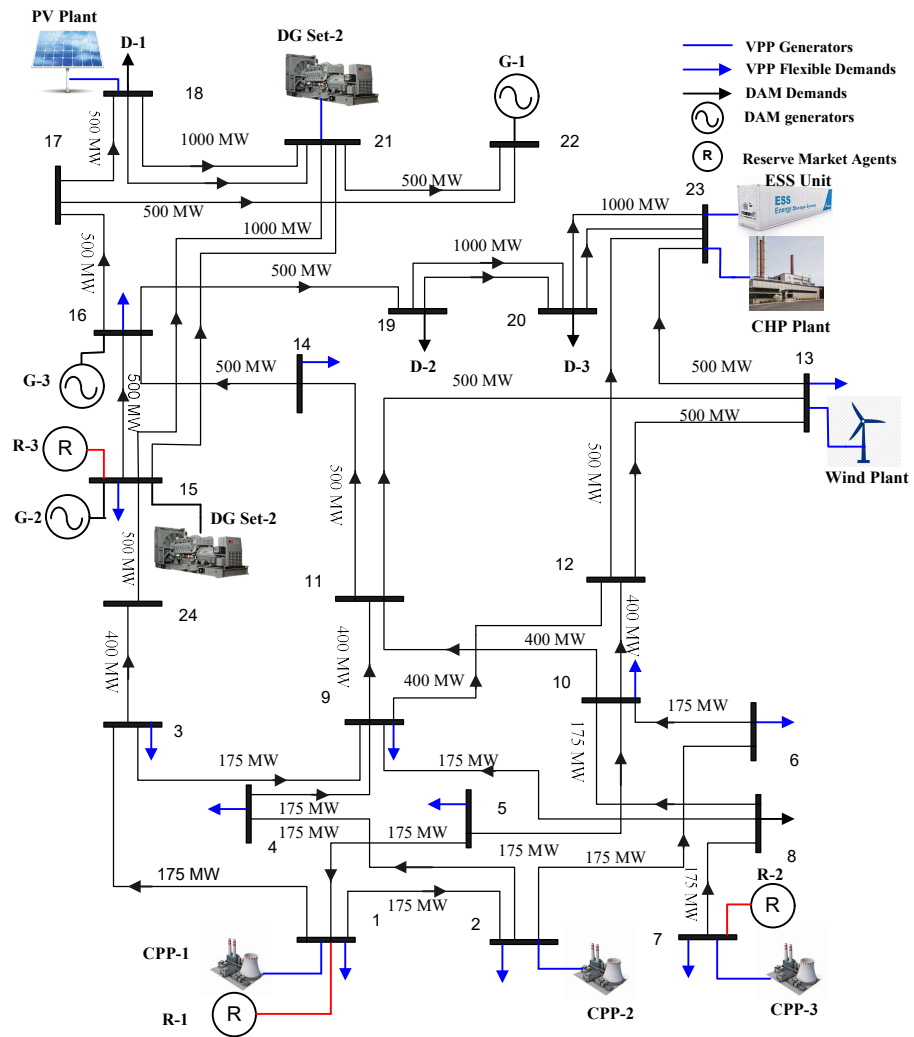 PV Plant
D-1
DG Set-2
G-1
VPP Generators
VPP Flexible Demands
DAM Demands
DAM generators
R
Reserve Market Agents
18
17
500 MW
1000 MW
21
22
500 MW
500 MW
23
ESS Unit
ESS
Energy Storage System
1000 MW
1000 MW
1000 MW
500 MW
500 MW
CHP Plant
16
19
20
D-2
D-3
14
13
G-3
500 MW
500 MW
500 MW
500 MW
500 MW
R-3
R
Wind Plant
15
G-2
DG Set-2
500 MW
500 MW
500 MW
12
11
24
400 MW
400 MW
400 MW
400 MW
400 MW
10
9
3
175 MW
6
175 MW
175 MW
175 MW
5
175 MW
4
175 MW
175 MW
175 MW
175 MW
8
175 MW
175 MW
175 MW
R-2
R
1
2
7
CPP-1
CPP-2
CPP-3
R-1
R